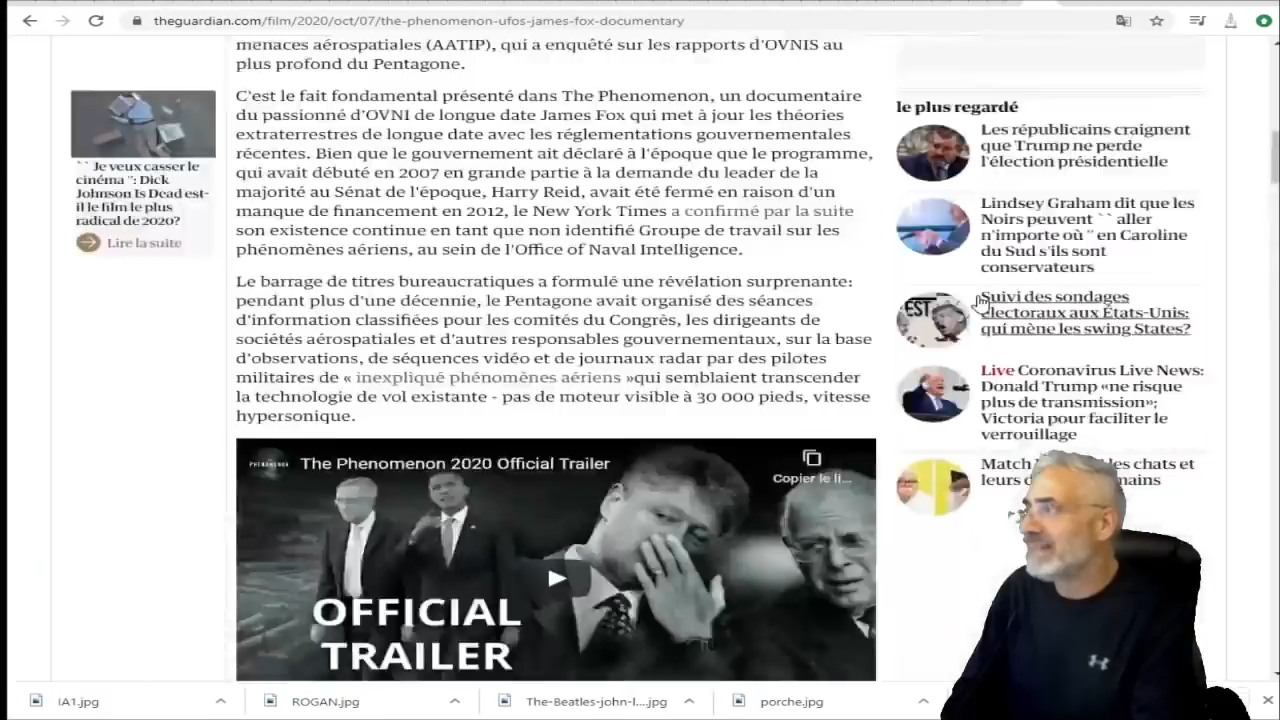 theguardian.com/film/2020/oct/07/the-phenomenon-ufos-james-fox-documentary
menaces aérospatiales (AATIP), qui a enquêté sur les rapports d'OVNIS au
plus profond du Pentagone.
C'est le fait fondamental présenté dans The Phenomenon, un documentaire
du passionné d'OVNI de longue date James Fox qui met à jour les théories
extraterrestres de longue date avec les réglementations gouvernementales
récentes. Bien que le gouvernement ait déclaré à l'époque que le programme,
qui avait débuté en 2007 en grande partie à la demande du leader de la
majorité au Sénat de l'époque, Harry Reid, avait été fermé en raison d'un
manque de financement en 2012, le New York Times a confirmé par la suite
son existence continue en tant que non identifié Groupe de travail sur les
phénomènes aériens, au sein de l'Office of Naval Intelligence.
Le barrage de titres bureaucratiques a formulé une révélation surprenante:
pendant plus d'une décennie, le Pentagone avait organisé des séances
d'information classifiées pour les comités du Congrès, les dirigeants de
sociétés aérospatiales et d'autres responsables gouvernementaux, sur la base
d'observations, de séquences vidéo et de journaux radar par des pilotes
militaires de « inexpliqué phénomènes aériens »qui semblaient transcender
la technologie de vol existante - pas de moteur visible à 30 000 pieds, vitesse
hypersonique.
`` Je veux casser le
cinéma '': Dick
Johnson Is Dead est-
il le film le plus
radical de 2020?
Lire la suite
le plus regardé
Les républicains craignent
que Trump ne perde
l'élection présidentielle
Lindsey Graham dit que les
Noirs peuvent `` aller
n'importe où '' en Caroline
du Sud s'ils sont
conservateurs
EST
Suivi des sondages
électoraux aux États-Unis:
qui mène les swing States?
Live Coronavirus Live News:
Donald Trump «ne risque
plus de transmission»;
Victoria pour faciliter le
verrouillage
Match
les chats et
leurs
The Phenomenon 2020 Official Trailer
Copier le li...
OFFICIAL
TRAILER
IA1.jpg
ROGAN.jpg
The-Beatles-john-l....jpg
porche.jpg